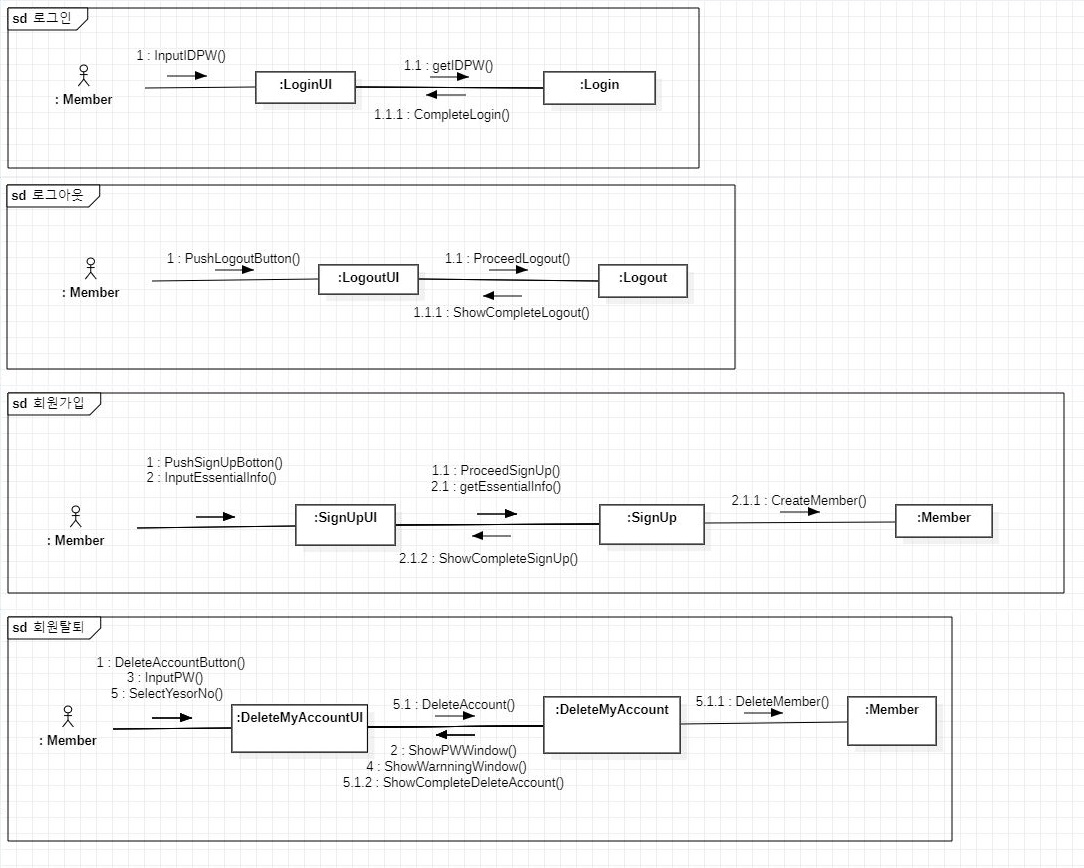 sd 로그인
1 : InputIDPW()
1.1 : getIDPW()
:LoginUI
:Login
: Member
1.1.1 : CompleteLogin()
sd 로그아웃
1 : PushLogoutButton()
1.1 : ProceedLogout()
:LogoutUI
:Logout
: Member
1.1.1 : ShowCompleteLogout()
sd 회원가입
1 : PushSignUpBotton()
2 : InputEssentialInfo()
1.1 : ProceedSignUp()
2.1 : getEssentialInfo()
2.1.1 : CreateMember()
:SignUpUI
:SignUp
:Member
: Member
2.1.2 : ShowCompleteSignUp()
sd 회원탈퇴
1 : DeleteAccountButton()
3 : InputPW()
5 : SelectYesorNo()
5.1 : DeleteAccount()
5.1.1 : DeleteMember()
:DeleteMyAccountUI
:DeleteMyAccount
:Member
: Member
2 : ShowPWWindow()
4 : ShowWarnningWindow()
5.1.2 : ShowCompleteDeleteAccount()